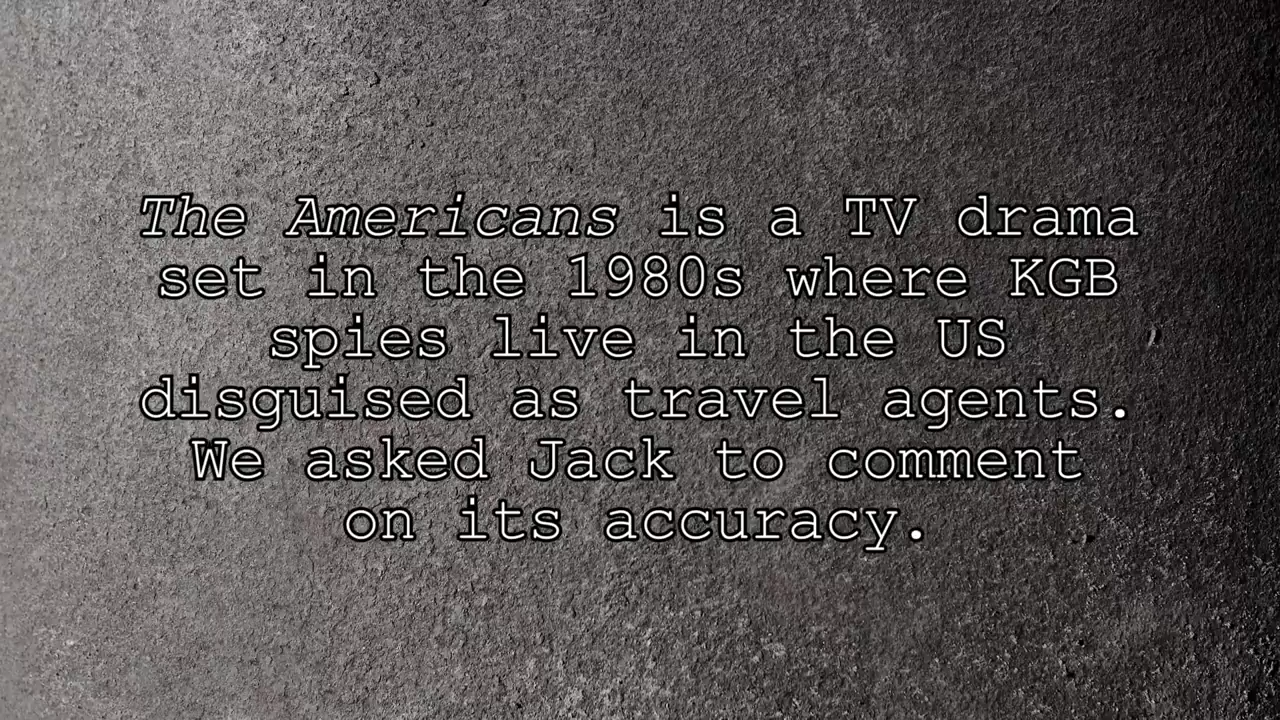 The Americans is a TV drama
set in the 1980s where KGB
spies live in the US
disguised as travel agents.
We asked Jack to comment
on its accuracy.